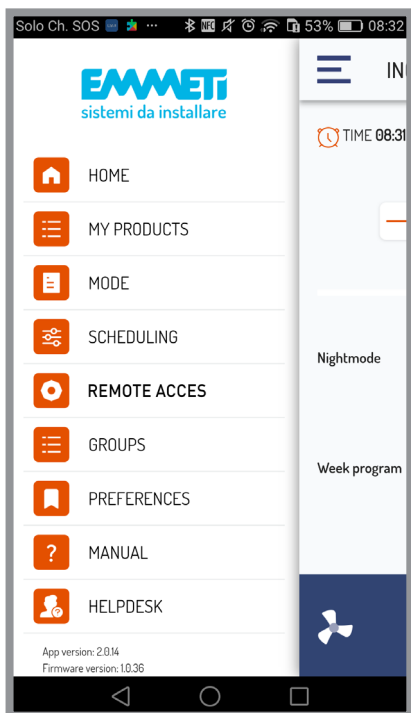 Solo Ch. SOS ... 53% 08:32
EMMETI
sistemi da installare
IN
TIME 08:31
HOME
MY PRODUCTS
MODE
SCHEDULING
REMOTE ACCES
GROUPS
PREFERENCES
MANUAL
HELPDESK
Nightmode
Week program
App version: 2.0.14
Firmware version: 1.0.36